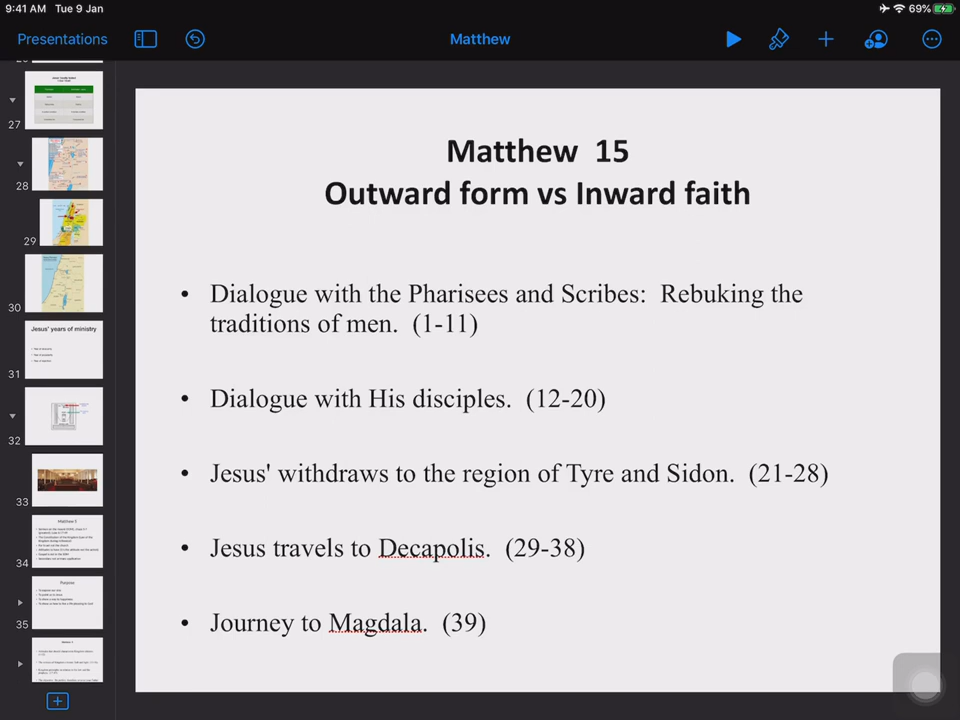 9:41 AM Tue 9 Jan
69%
Presentations
Matthew
27
28
29
30
Jesus' years of ministry
31
32
33
Matthew 5
34
Purpose
35
Matthew 15
Outward form vs Inward faith
• Dialogue with the Pharisees and Scribes: Rebuking the
traditions of men. (1-11)
• Dialogue with His disciples. (12-20)
• Jesus' withdraws to the region of Tyre and Sidon. (21-28)
• Jesus travels to Decapolis. (29-38)
• Journey to Magdala. (39)